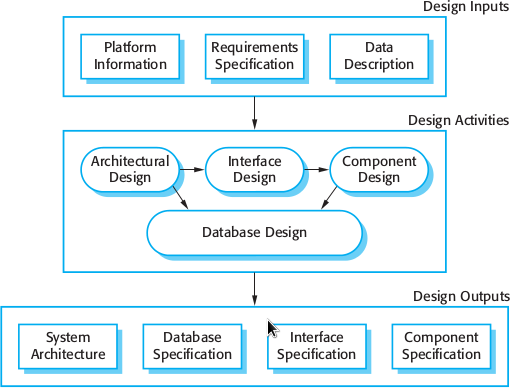 Design Inputs
Platform
Information
Requirements
Specification
Data
Description
Design Activities
Architectural
Design
Interface
Design
Component
Design
Database Design
Design Outputs
System
Architecture
Database
Specification
Interface
Specification
Component
Specification